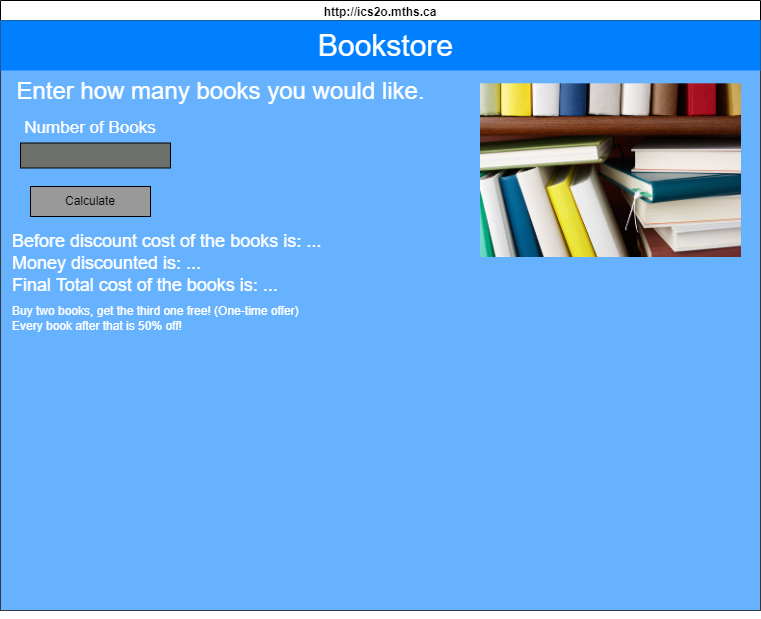 http://ics2o.mths.ca
Bookstore
Enter how many books you would like.
Number of Books
Calculate
Before discount cost of the books is: ...
Money discounted is: ...
Final Total cost of the books is: ...
Buy two books, get the third one free! (One-time offer)
Every book after that is 50% off!